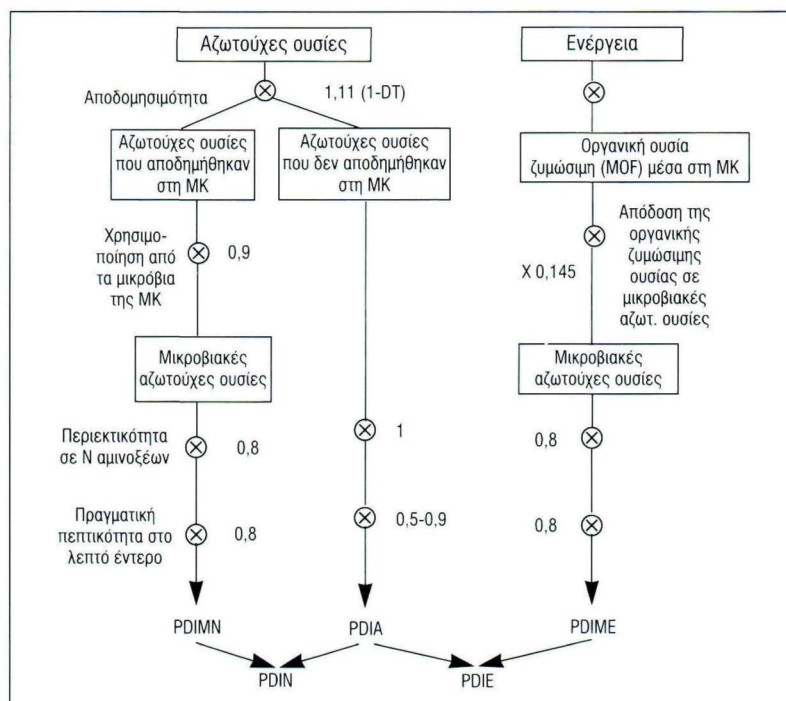 Αζωτούχες ουσίες
Ενέργεια
Αποδομησιμότητα
1,11 (1-DT)
Αζωτούχες ουσίες
που αποδημήθηκαν
στη ΜΚ
Αζωτούχες ουσίες
που δεν αποδημήθηκαν
στη ΜΚ
Οργανική ουσία
ζυμώσιμη (MOF) μέσα στη ΜΚ
Χρησιμο-
ποίηση από
τα μικρόβια
της ΜΚ
0,9
Χ 0,145
Απόδοση της
οργανικής
ζυμώσιμης
ουσίας σε
μικροβιακές
αζωτ. ουσίες
Μικροβιακές
αζωτούχες ουσίες
Μικροβιακές
αζωτούχες ουσίες
Περιεκτικότητα
σε Ν αμινοξέων
0,8
1
0,8
Πραγματική
πεπτικότητα στο
λεπτό έντερο
0,8
0,5-0,9
0,8
PDIMN
PDIA
PDIME
PDIN
PDIE